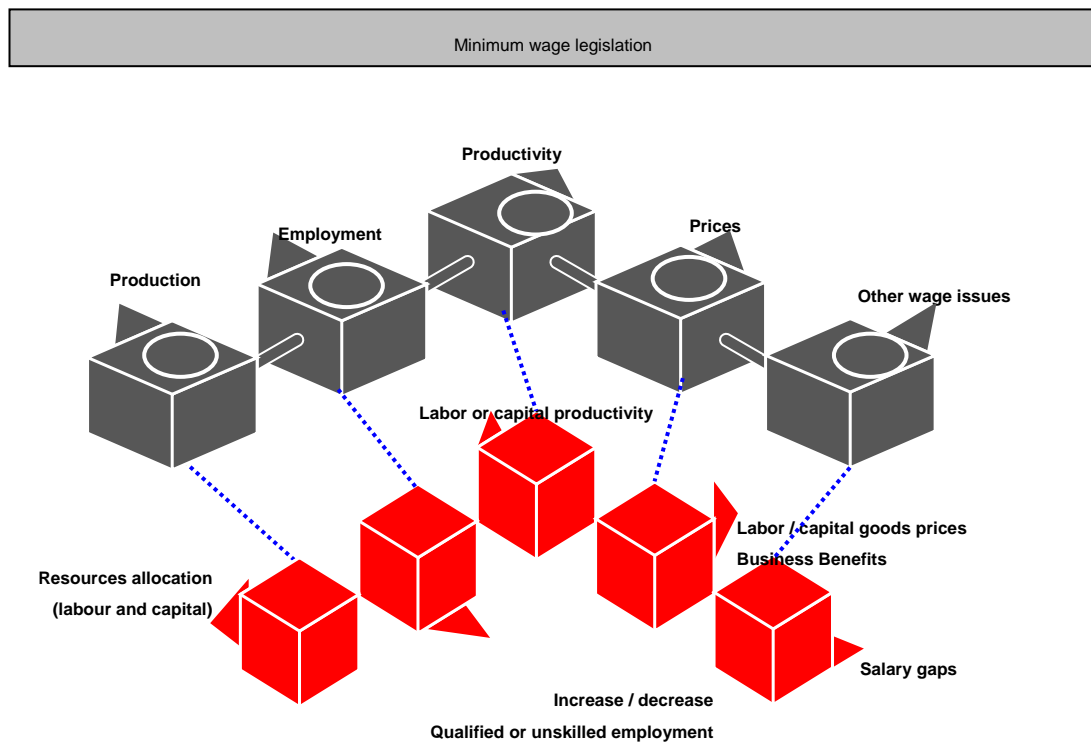 Minimum wage legislation
Productivity
Employment
Prices
Production
Other wage issues
Labor or capital productivity
Labor / capital goods prices
Business Benefits
Resources allocation
(labour and capital)
Salary gaps
Increase / decrease
Qualified or unskilled employment